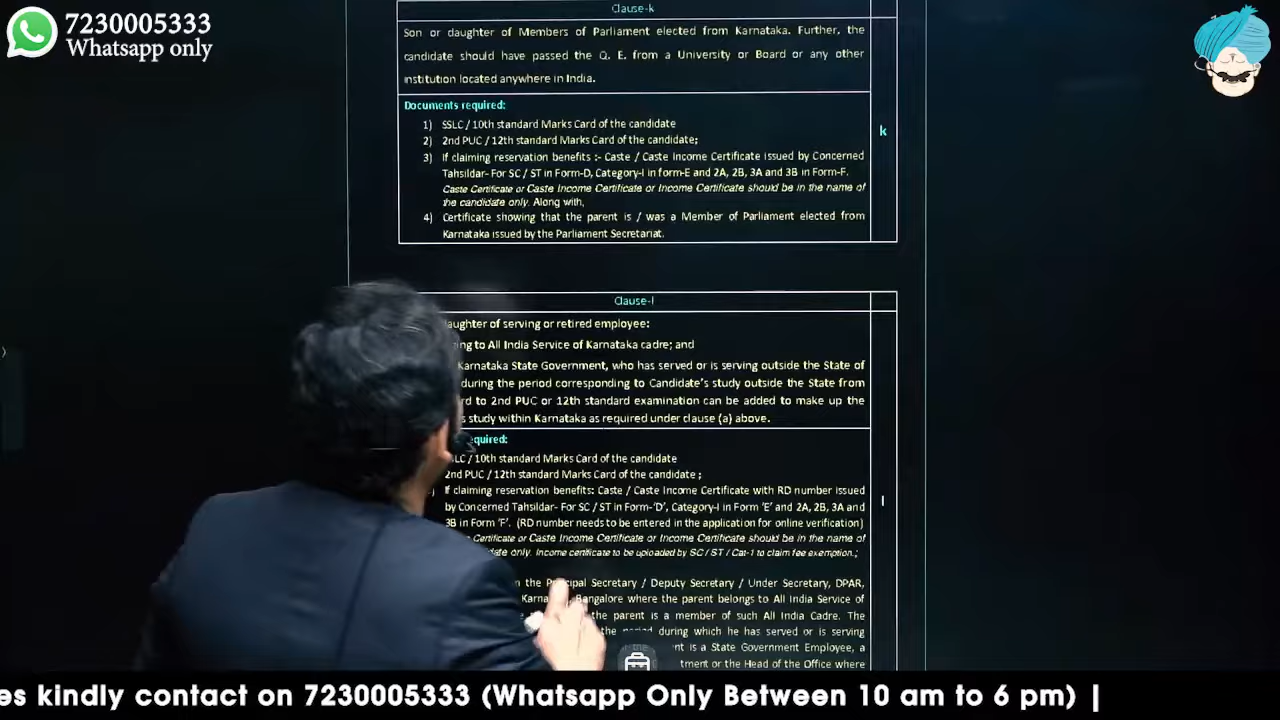 7230005333
Whatsapp only
Clause-k
Son or daughter of Members of Parliament elected from Karnataka. Further, the
candidate should have passed the Q. E. from a University or Board or any other
institution located anywhere in India.
Documents required:
1) SSLC / 10th standard Marks Card of the candidate
2) 2nd PUC / 12th standard Marks Card of the candidate;
3) If claiming reservation benefits :- Caste / Caste Income Certificate issued by Concerned
Tahsildar- For SC / ST in Form-D, Category-I in form-E and 2A, 2B, 3A and 3B in Form-F.
Caste Certificate or Caste Income Certificate or Income Certificate should be in the name of
the candidate only. Along with,
4) Certificate showing that the parent is / was a Member of Parliament elected from
Karnataka issued by the Parliament Secretariat.
k
Clause-l
daughter of serving or retired employee:
to All India Service of Karnataka cadre; and
Karnataka State Government, who has served or is serving outside the State of
during the period corresponding to Candidate's study outside the State from
to 2nd PUC or 12th standard examination can be added to make up the
study within Karnataka as required under clause (a) above.
/ 10th standard Marks Card of the candidate
2nd PUC / 12th standard Marks Card of the candidate ;
If claiming reservation benefits: Caste / Caste Income Certificate with RD number issued
by Concerned Tahsildar- For SC / ST in Form-'D', Category-I in Form 'E' and 2A, 2B, 3A and
3B in Form 'F'. (RD number needs to be entered in the application for online verification)
Certificate or Caste Income Certificate or Income Certificate should be in the name of
only. Income certificate to be uploaded by SC / ST / Cat-1 to claim fee exemption.;
l
the Principal Secretary / Deputy Secretary / Under Secretary, DPAR,
Bangalore where the parent belongs to All India Service of
the parent is a member of such All India Cadre. The
the period during which he has served or is serving
is a State Government Employee, a
or the Head of the Office where
kindly contact on 7230005333 (Whatsapp Only Between 10 am to 6 pm) |